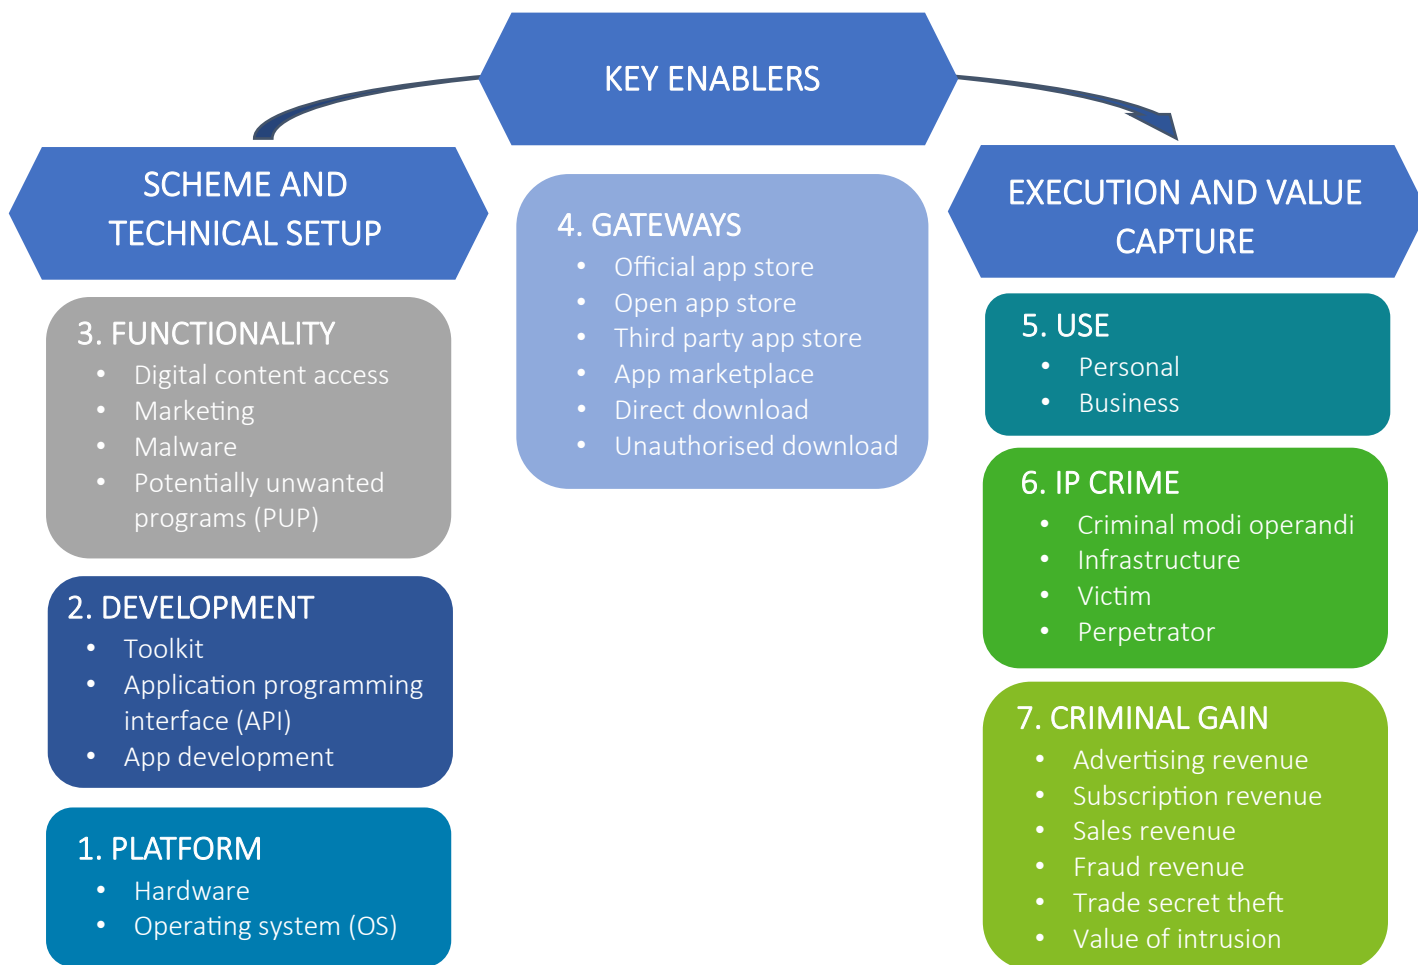 KEY ENABLERS
SCHEME AND
TECHNICAL SETUP
3. FUNCTIONALITY
• Digital content access
• Marketing
• Malware
• Potentially unwanted
programs (PUP)
2. DEVELOPMENT
• Toolkit
• Application programming
interface (API)
• App development
1. PLATFORM
• Hardware
• Operating system (OS)
4. GATEWAYS
• Official app store
• Open app store
• Third party app store
• App marketplace
• Direct download
• Unauthorised download
EXECUTION AND VALUE
CAPTURE
5. USE
• Personal
• Business
6. IP CRIME
• Criminal modi operandi
• Infrastructure
• Victim
• Perpetrator
7. CRIMINAL GAIN
• Advertising revenue
• Subscription revenue
• Sales revenue
• Fraud revenue
• Trade secret theft
• Value of intrusion